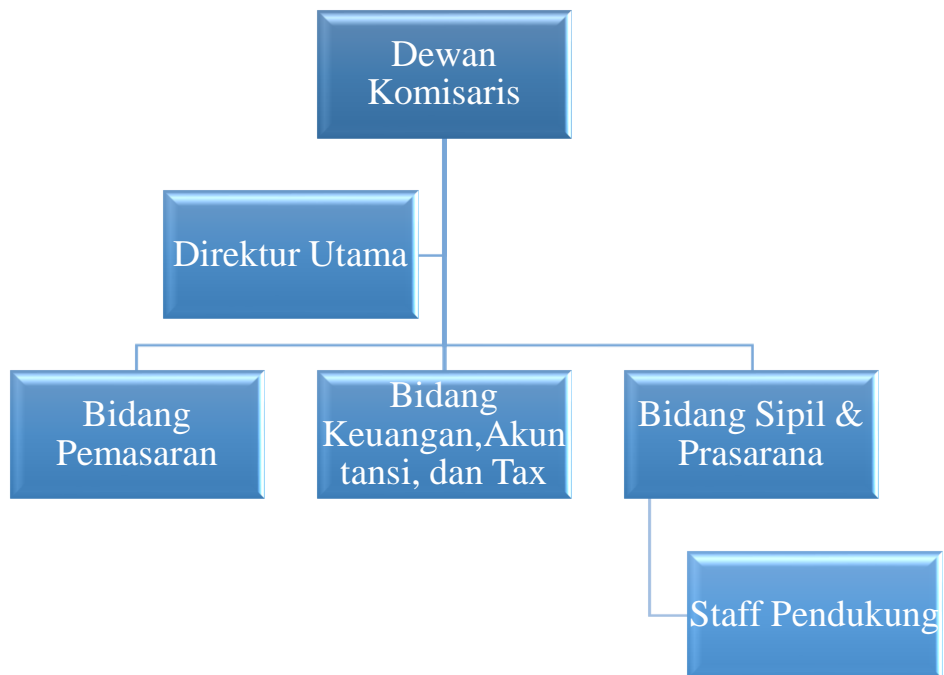 Dewan
Komisaris
Direktur Utama
Bidang
Pemasaran
Bidang
Keuangan,Akun
tansi, dan Tax
Bidang Sipil &
Prasarana
Staff Pendukung